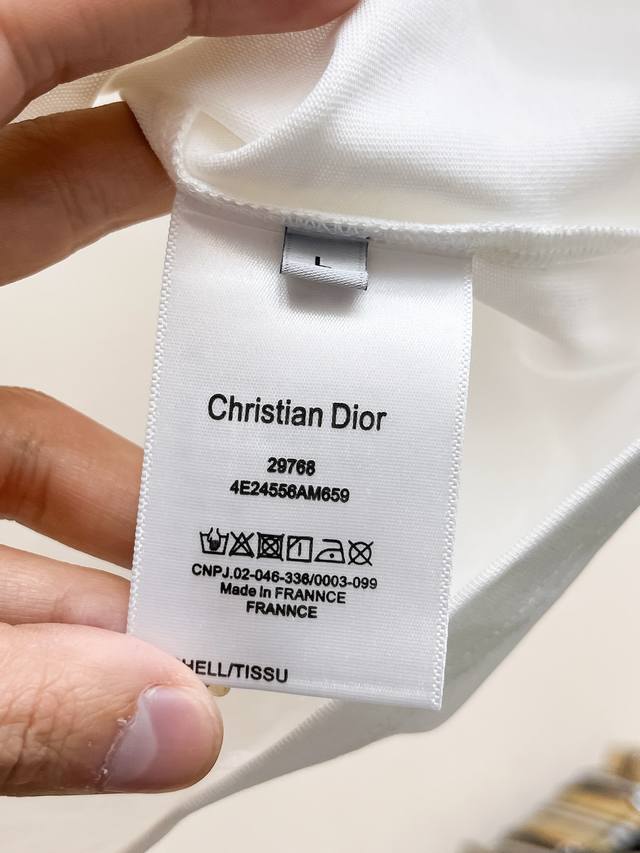 L
Christian Dior
29768
4E24556AM659
CNPJ.02-046-336/0003-099
Made In FRANNCE
FRANNCE
HELL/TISSU